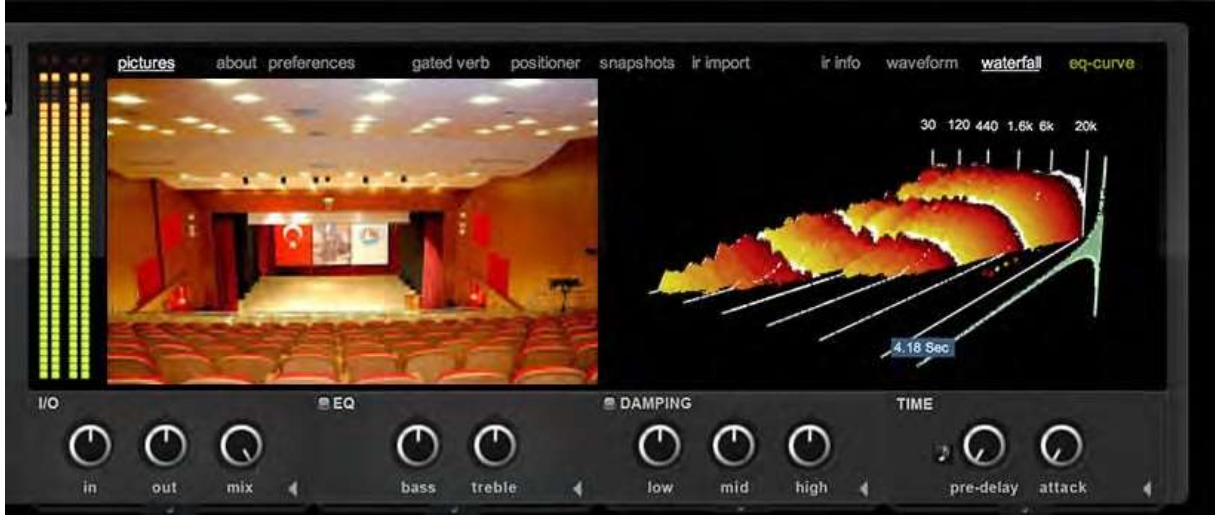 pictures about preferences gated verb positioner snapshots ir import ir info waveform waterfall eq-curve
30 120 440 1.6k 6k 20k
4.18 Sec
I/O EQ DAMPING TIME
in out mix bass treble low mid high pre-delay attack